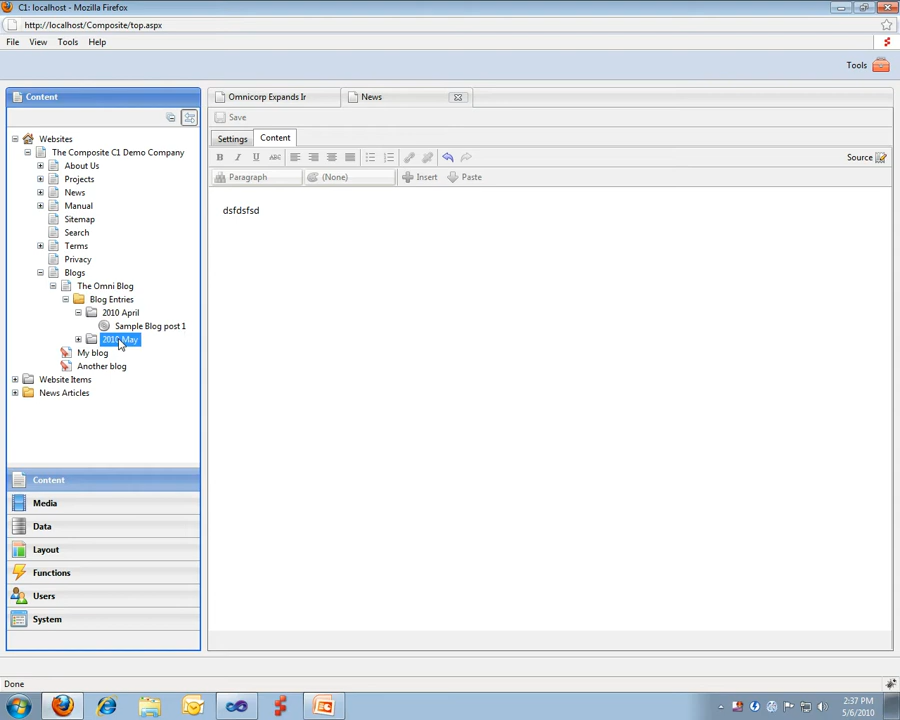 C1: localhost - Mozilla Firefox
http://localhost/Composite/top.aspx
File View Tools Help
Tools
Content
Omnicorp Expands Ir
News
Save
Websites
The Composite C1 Demo Company
Settings
Content
About Us
B I U ABC
Source
Projects
Paragraph
(None)
Insert
Paste
News
Manual
dsfdsfsd
Sitemap
Search
Terms
Privacy
Blogs
The Omni Blog
Blog Entries
2010 April
Sample Blog post 1
2010 May
My blog
Another blog
Website Items
News Articles
Content
Media
Data
Layout
Functions
Users
System
Done
2:37 PM
5/6/2010